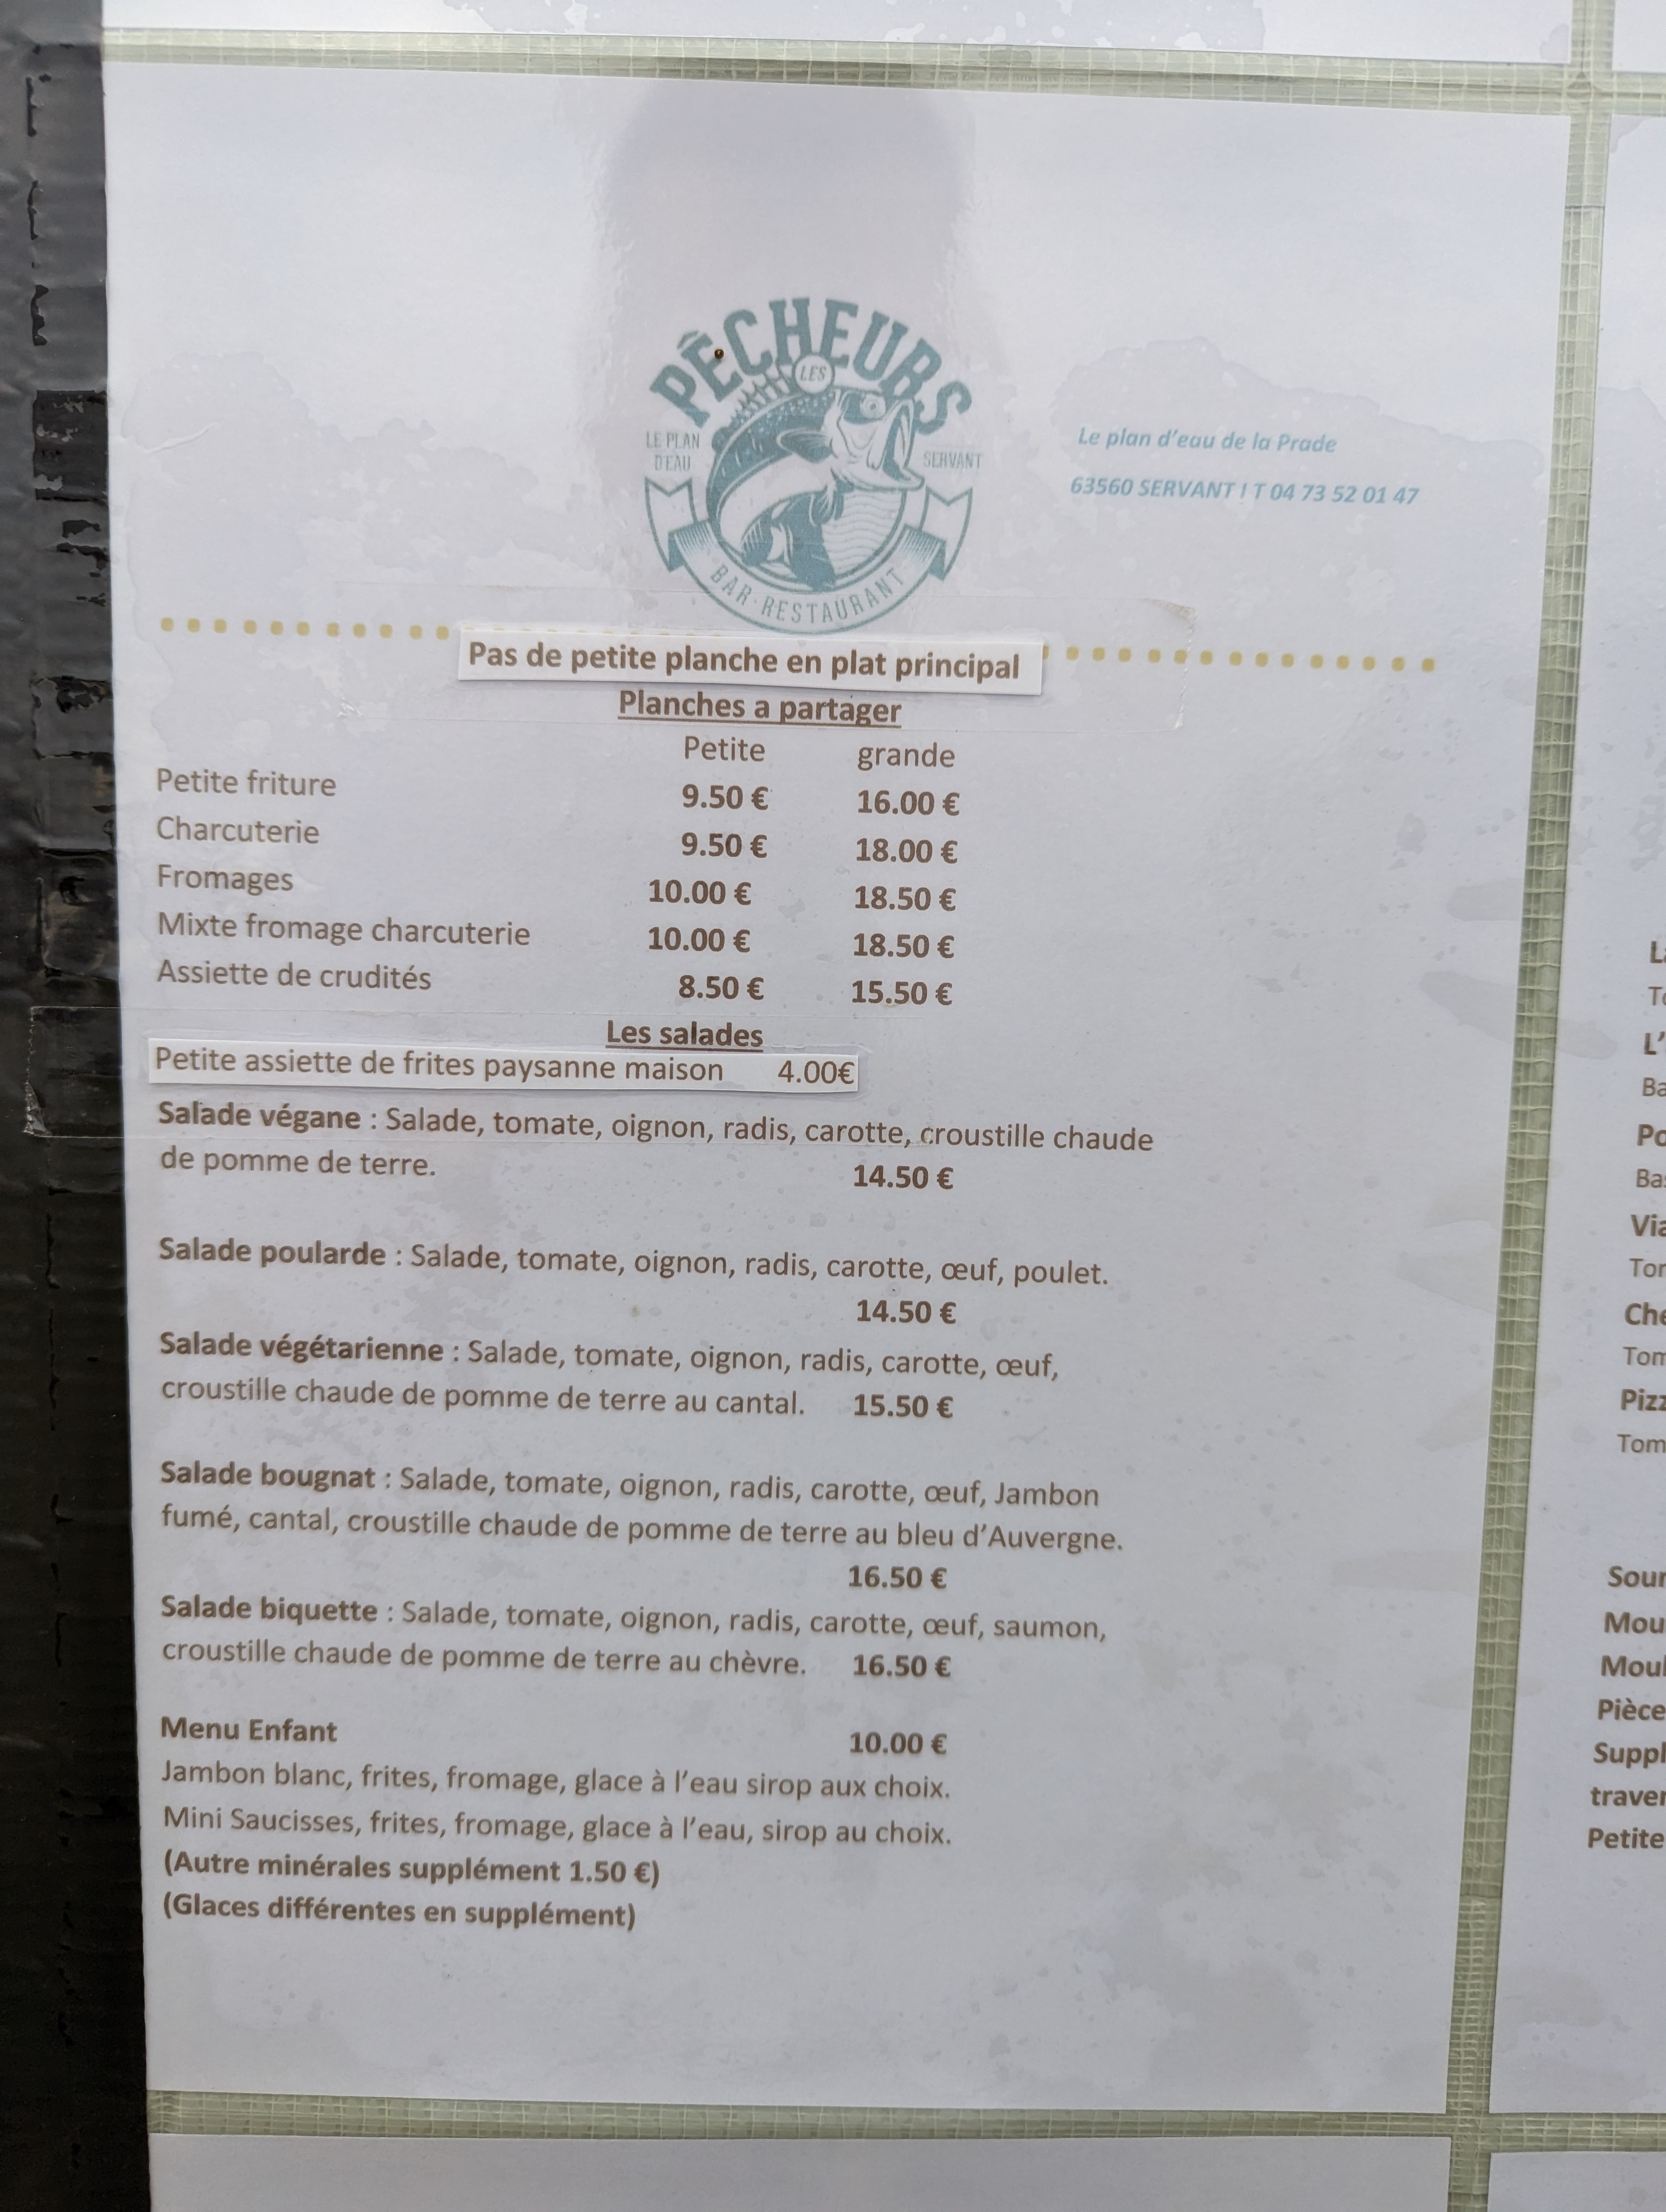 PÊCHEURS
LES
LE PLAN
D'EAU
SERVANT
BAR · RESTAURANT
Le plan d'eau de la Prade
63560 SERVANT I T 04 73 52 01 47
Pas de petite planche en plat principal
Planches a partager
Petite grande
Petite friture 9.50 € 16.00 €
Charcuterie 9.50 € 18.00 €
Fromages 10.00 € 18.50 €
Mixte fromage charcuterie 10.00 € 18.50 €
Assiette de crudités 8.50 € 15.50 €
Les salades
Petite assiette de frites paysanne maison 4.00€
Salade végane : Salade, tomate, oignon, radis, carotte, croustille chaude
de pomme de terre. 14.50 €
Salade poularde : Salade, tomate, oignon, radis, carotte, œuf, poulet.
14.50 €
Salade végétarienne : Salade, tomate, oignon, radis, carotte, œuf,
croustille chaude de pomme de terre au cantal. 15.50 €
Salade bougnat : Salade, tomate, oignon, radis, carotte, œuf, Jambon
fumé, cantal, croustille chaude de pomme de terre au bleu d'Auvergne.
16.50 €
Salade biquette : Salade, tomate, oignon, radis, carotte, œuf, saumon,
croustille chaude de pomme de terre au chèvre. 16.50 €
Menu Enfant 10.00 €
Jambon blanc, frites, fromage, glace à l'eau sirop aux choix.
Mini Saucisses, frites, fromage, glace à l'eau, sirop au choix.
(Autre minérales supplément 1.50 €)
(Glaces différentes en supplément)
Pièce
Petite